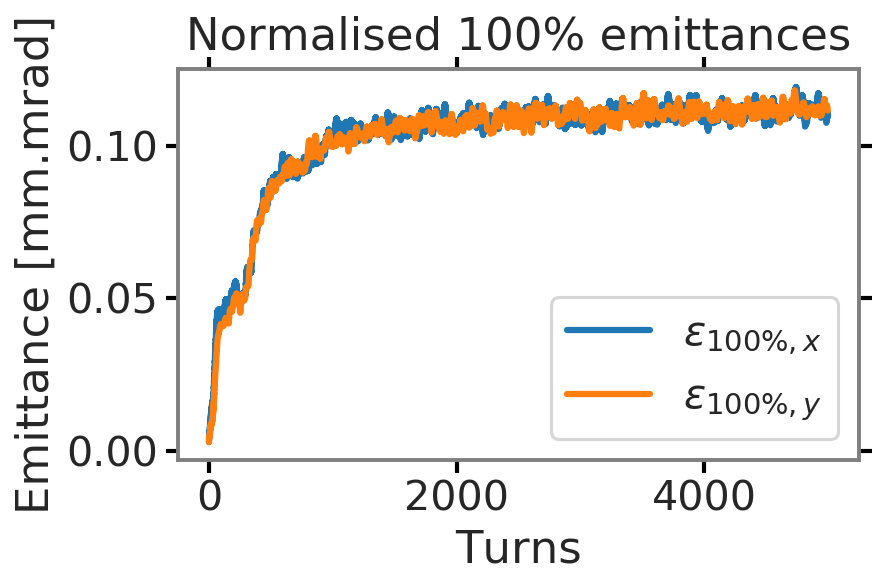 Normalised 100% emittances
Emittance [mm.mrad]
0.10
0.05
0.00
0
2000
4000
Turns
ε100%, x
ε100%, y